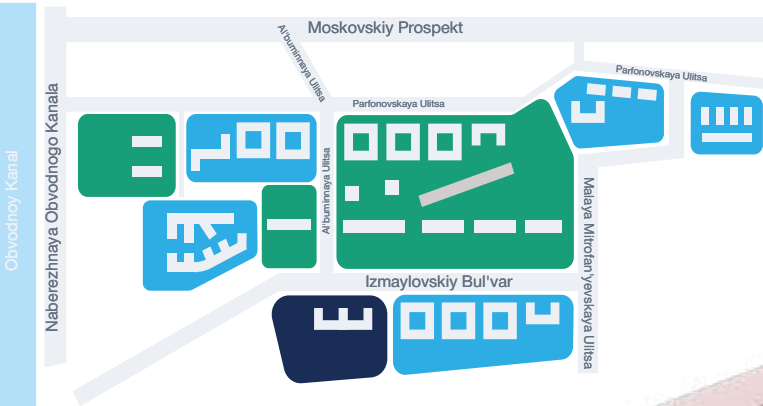 Moskovskiy Prospekt
Al'buminnaya Ulitsa
Parfonovskaya Ulitsa
Parfonovskaya Ulitsa
Naberezhnaya Obvodnogo Kanala
Obvodnoy Kanal
Al'buminnaya Ulitsa
Malaya Mitrofan'yevskaya Ulitsa
Izmaylovskiy Bul'var